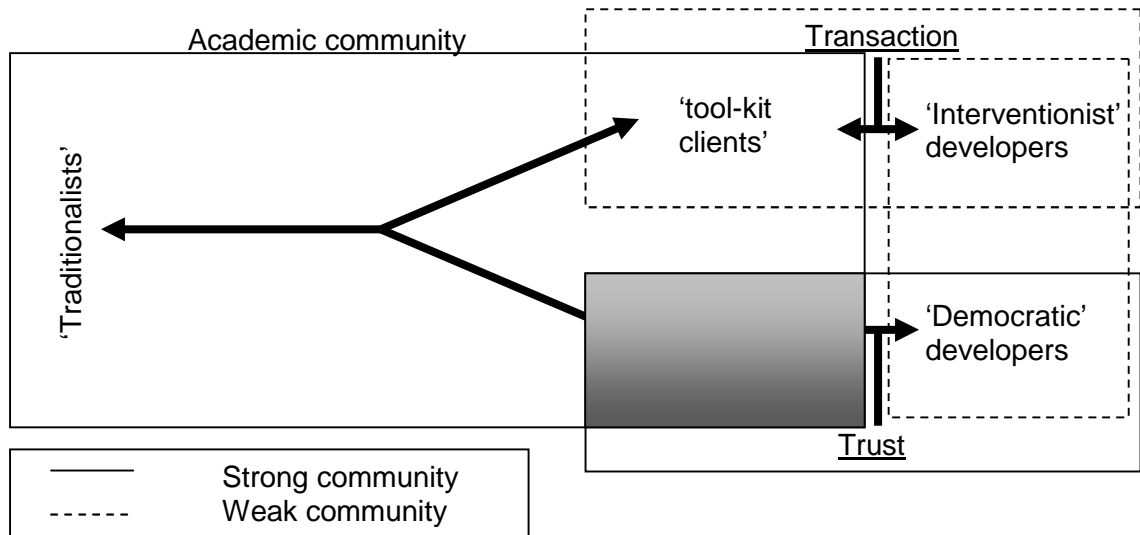 Academic community
Transaction
‘tool-kit
clients’
‘Interventionist’
developers
‘Traditionalists’
‘Democratic’
developers
Trust
Strong community
Weak community